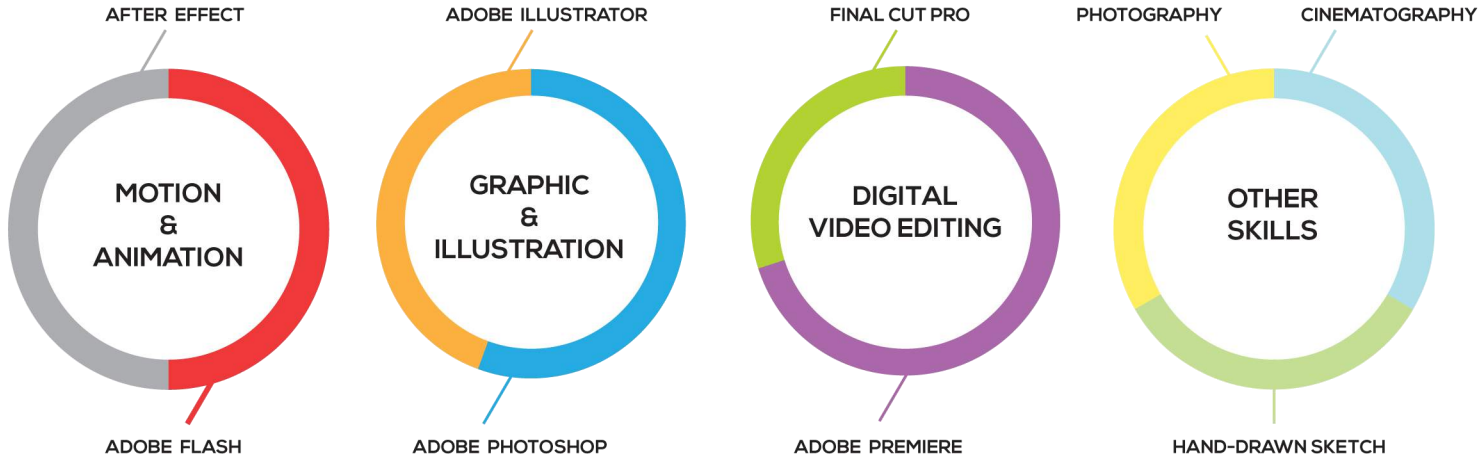 AFTER EFFECT
ADOBE ILLUSTRATOR
FINAL CUT PRO
PHOTOGRAPHY
CINEMATOGRAPHY
MOTION
&
ANIMATION
GRAPHIC
&
ILLUSTRATION
DIGITAL
VIDEO EDITING
OTHER
SKILLS
ADOBE FLASH
ADOBE PHOTOSHOP
ADOBE PREMIERE
HAND-DRAWN SKETCH